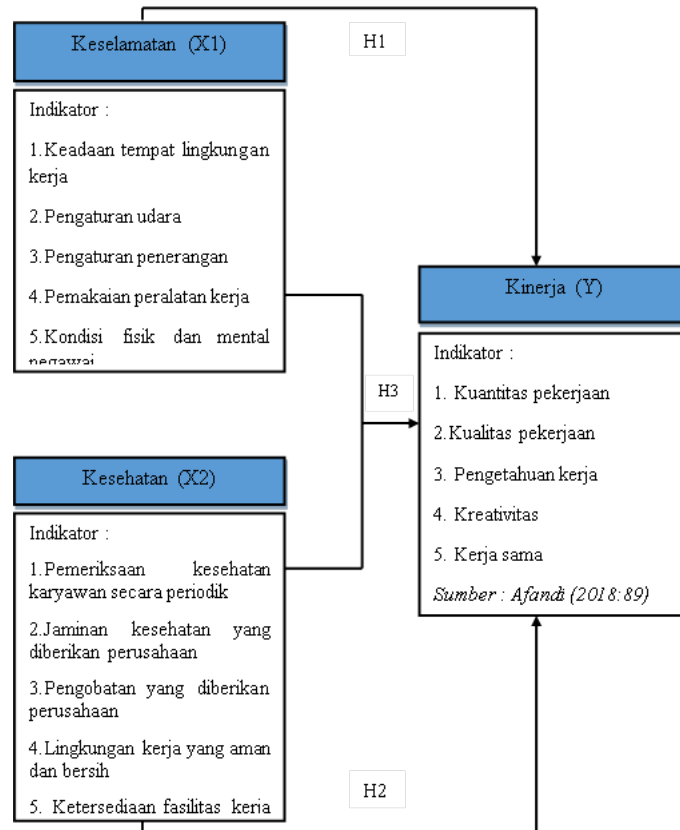 Keselamatan (X1)
H1
Indikator :
1.Keadaan tempat lingkungan
kerja
2.Pengaturan udara
3.Pengaturan penerangan
4.Pemakaian peralatan kerja
5.Kondisi fisik dan mental
pegawai
Kinerja (Y)
Indikator :
1. Kuantitas pekerjaan
2.Kualitas pekerjaan
3. Pengetahuan kerja
4. Kreativitas
5. Kerja sama
Sumber : Afandi (2018:89)
H3
Kesehatan (X2)
Indikator :
1.Pemeriksaan kesehatan
karyawan secara periodik
2.Jaminan kesehatan yang
diberikan perusahaan
3.Pengobatan yang diberikan
perusahaan
4.Lingkungan kerja yang aman
dan bersih
5. Ketersediaan fasilitas kerja
H2